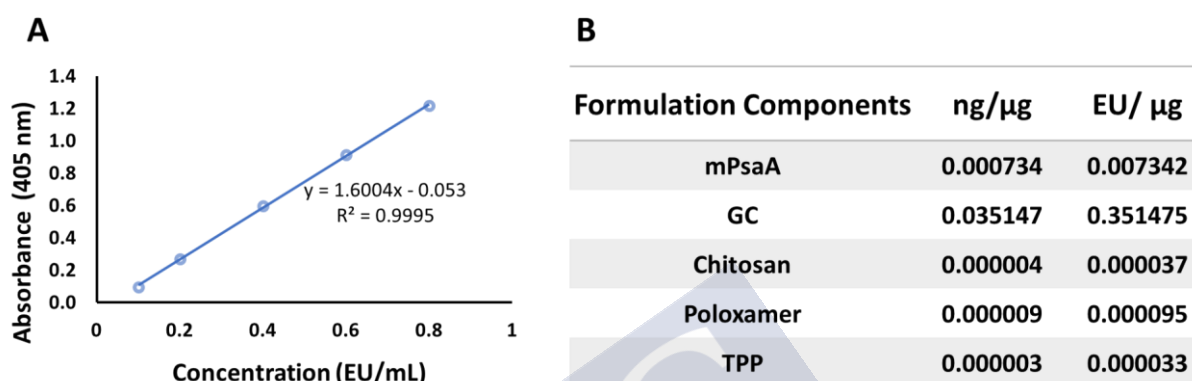 A
Absorbance (405 nm)
1.4
1.2
1.0
0.8
0.6
0.4
0.2
0.0
y = 1.6004x - 0.053
R² = 0.9995
0 0.2 0.4 0.6 0.8 1
Concentration (EU/mL)
B
Formulation Components ng/μg EU/ μg
mPsaA 0.000734 0.007342
GC 0.035147 0.351475
Chitosan 0.000004 0.000037
Poloxamer 0.000009 0.000095
TPP 0.000003 0.000033